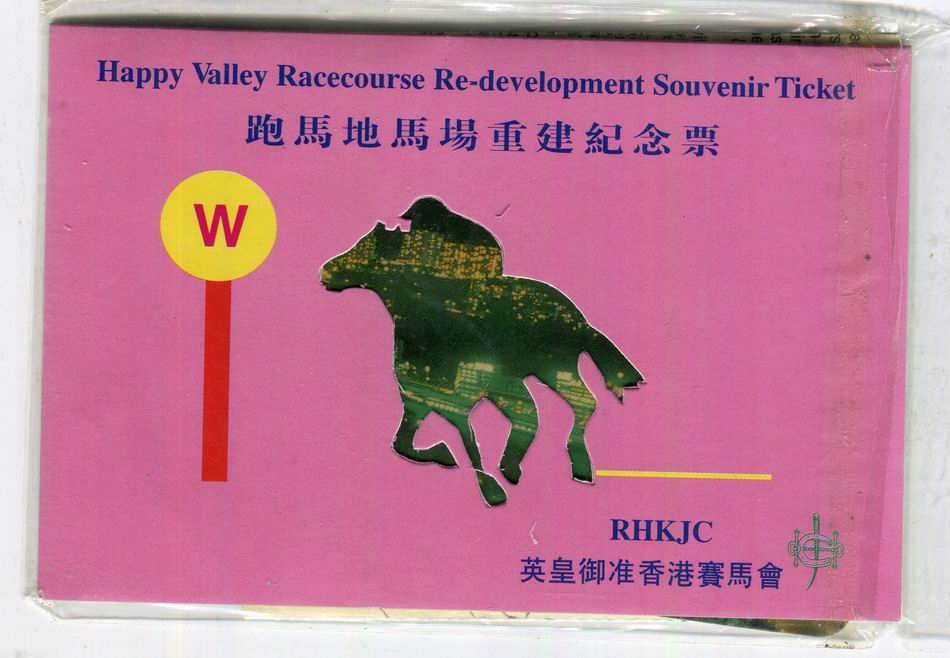 Happy Valley Racecourse Re-development Souvenir Ticket
跑馬地馬場重建紀念票
W
RHKJC
英皇御准香港賽馬會